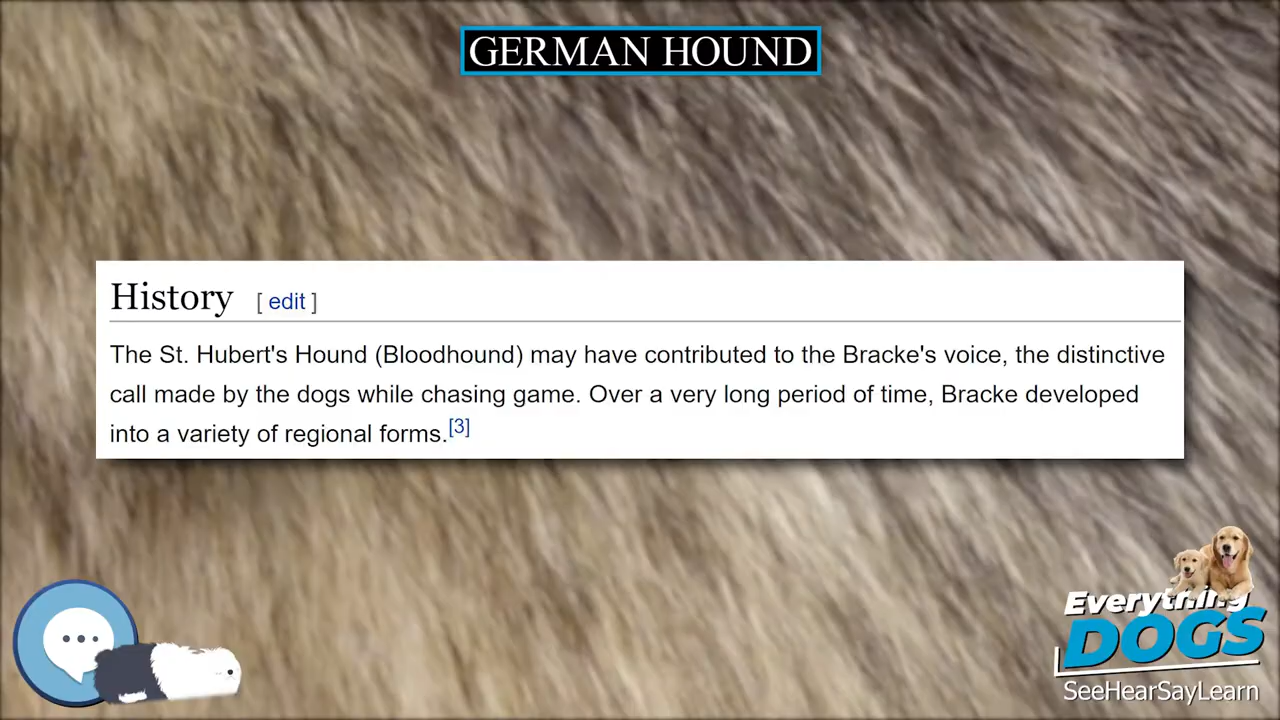 GERMAN HOUND
History [ edit ]
The St. Hubert's Hound (Bloodhound) may have contributed to the Bracke's voice, the distinctive
call made by the dogs while chasing game. Over a very long period of time, Bracke developed
into a variety of regional forms.[3]
Everything
DOGS
SeeHearSayLearn